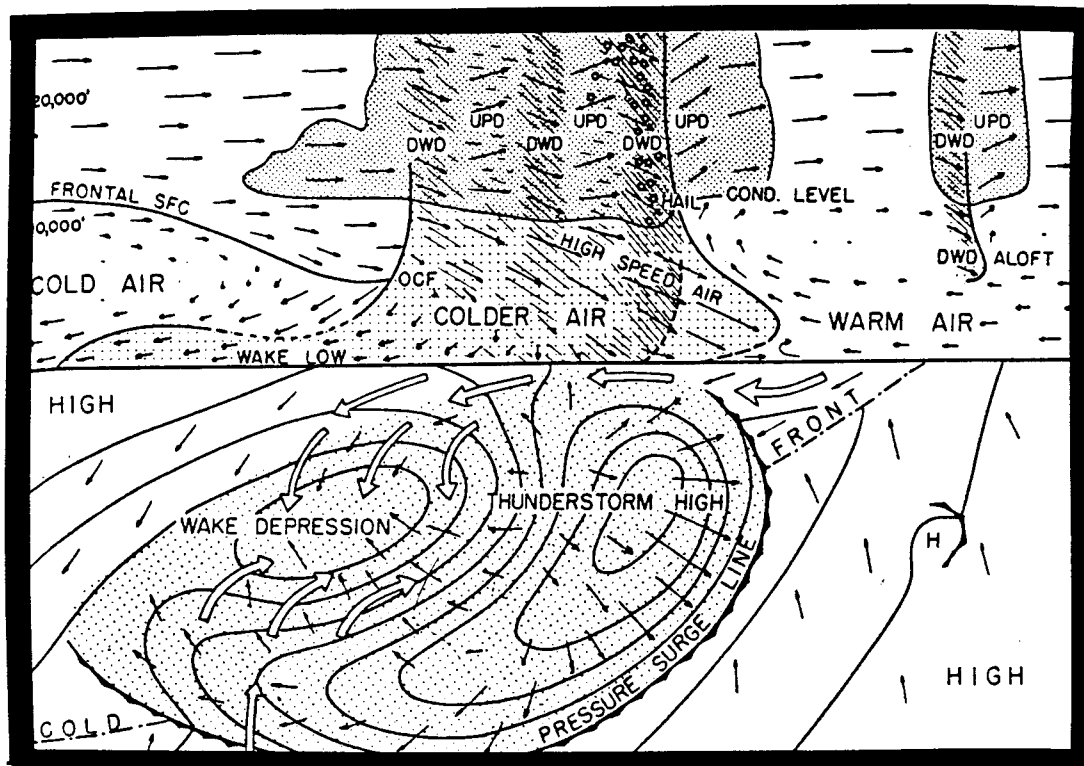 20,000'
UPD UPD UPD UPD
DWD DWD DWD DWD
FRONTAL SFC
HAIL COND. LEVEL
0,000'
HIGH SPEED AIR
DWD ALOFT
COLD AIR
OCF
COLDER AIR
WARM AIR
WAKE LOW
HIGH
FRONT
THUNDERSTORM HIGH
WAKE DEPRESSION
H
PRESSURE SURGE LINE
HIGH
COLD